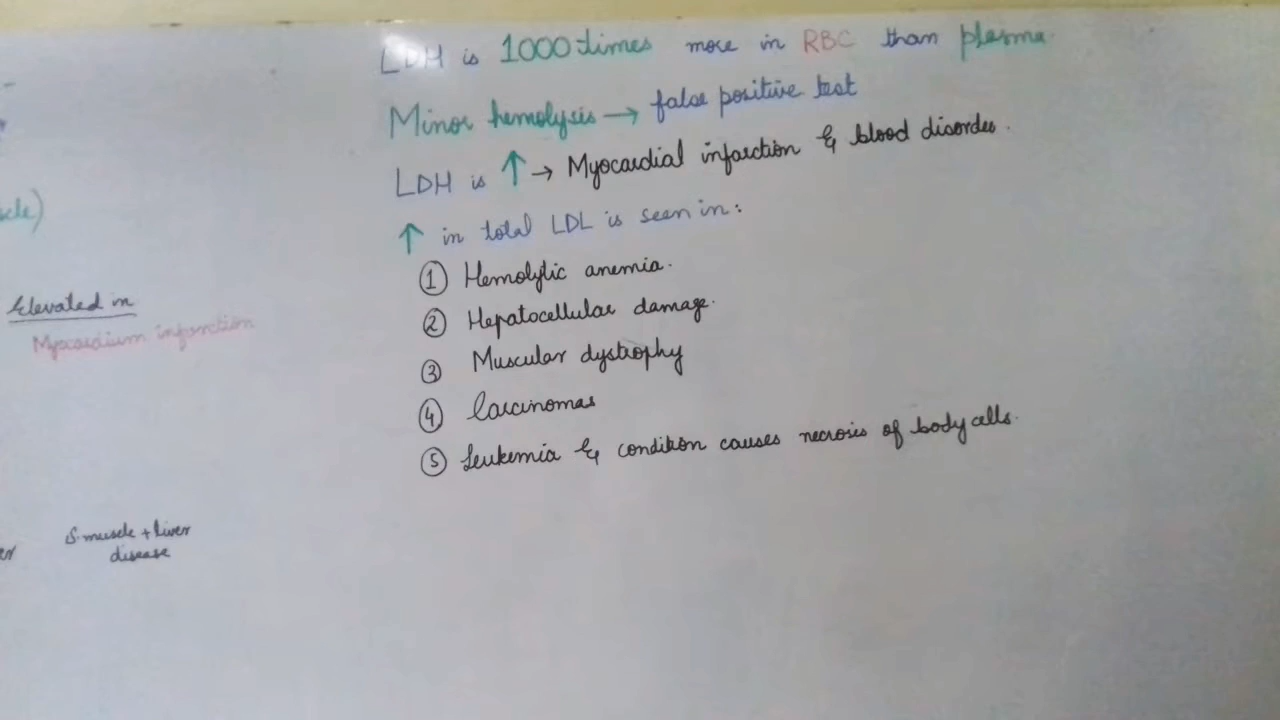 LDH is 1000 times more in RBC than plasma.
Minor hemolysis → false positive test
LDH is ↑ → Myocardial infarction & blood disorder.
↑ in total LDL is seen in:
① Hemolytic anemia.
② Hepatocellular damage.
③ Muscular dystrophy
④ Carcinomas
⑤ Leukemia & condition causes necrosis of body cells.
Elevated in
Myocardium infarction
S. muscle + liver
disease